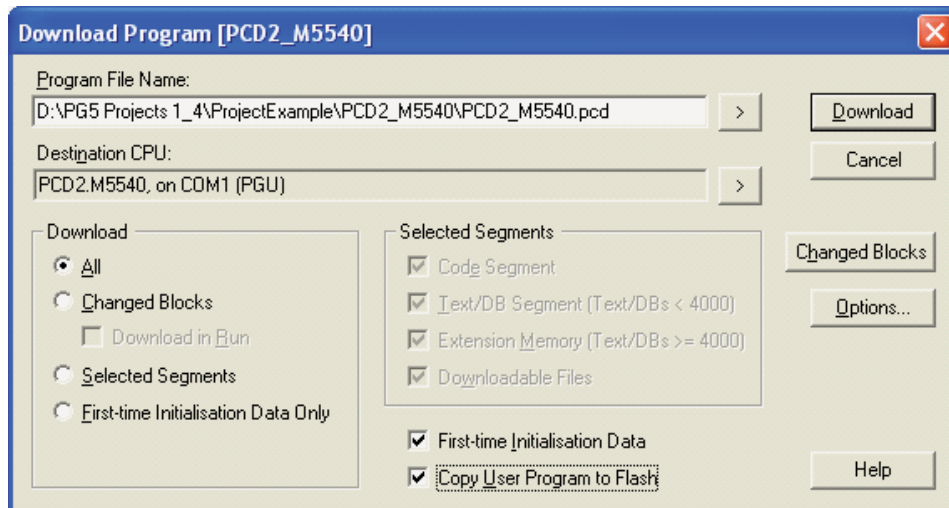 Download Program [PCD2_M5540]
Program File Name:
D:\PG5 Projects 1_4\ProjectExample\PCD2_M5540\PCD2_M5540.pcd
>
Download
Destination CPU:
Cancel
PCD2.M5540, on COM1 (PGU)
>
Download
All
Changed Blocks
Download in Run
Selected Segments
First-time Initialisation Data Only
Selected Segments
Code Segment
Text/DB Segment (Text/DBs < 4000)
Extension Memory (Text/DBs >= 4000)
Downloadable Files
First-time Initialisation Data
Copy User Program to Flash
Changed Blocks
Options...
Help